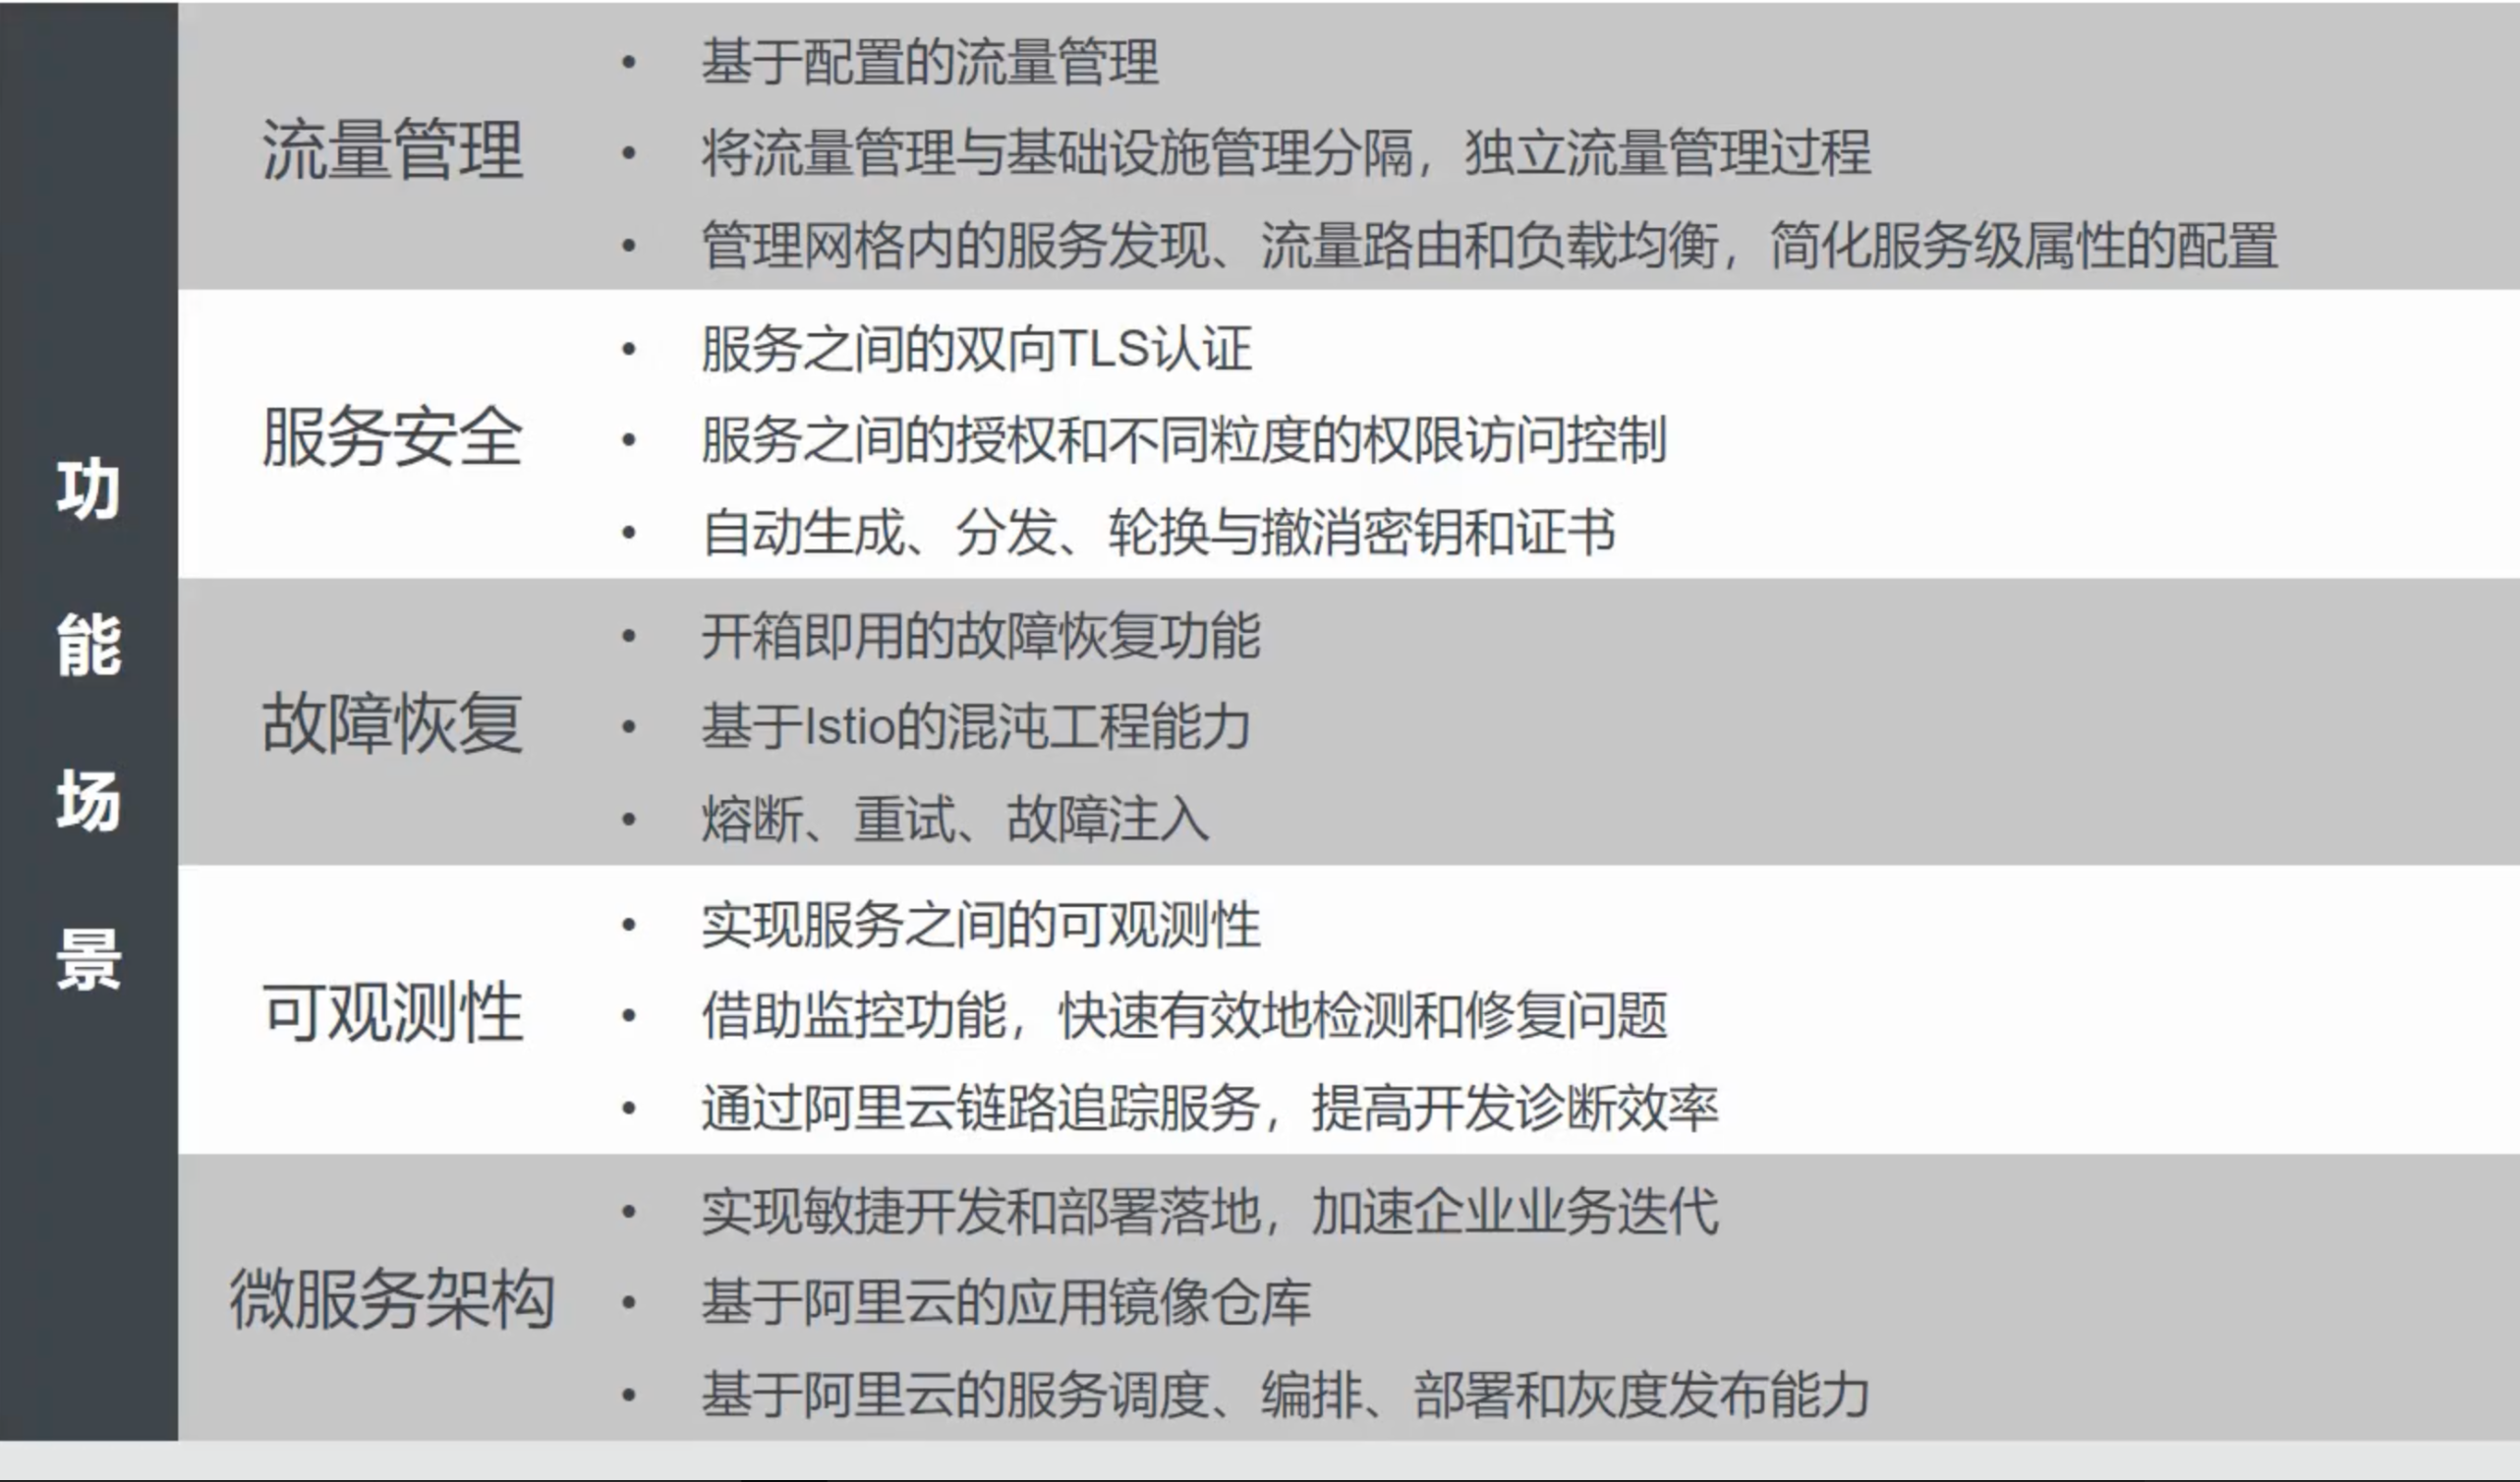 功能场景
流量管理
• 基于配置的流量管理
• 将流量管理与基础设施管理分隔，独立流量管理过程
• 管理网格内的服务发现、流量路由和负载均衡，简化服务级属性的配置
服务安全
• 服务之间的双向TLS认证
• 服务之间的授权和不同粒度的权限访问控制
• 自动生成、分发、轮换与撤消密钥和证书
故障恢复
• 开箱即用的故障恢复功能
• 基于Istio的混沌工程能力
• 熔断、重试、故障注入
可观测性
• 实现服务之间的可观测性
• 借助监控功能，快速有效地检测和修复问题
• 通过阿里云链路追踪服务，提高开发诊断效率
微服务架构
• 实现敏捷开发和部署落地，加速企业业务迭代
• 基于阿里云的应用镜像仓库
• 基于阿里云的服务调度、编排、部署和灰度发布能力